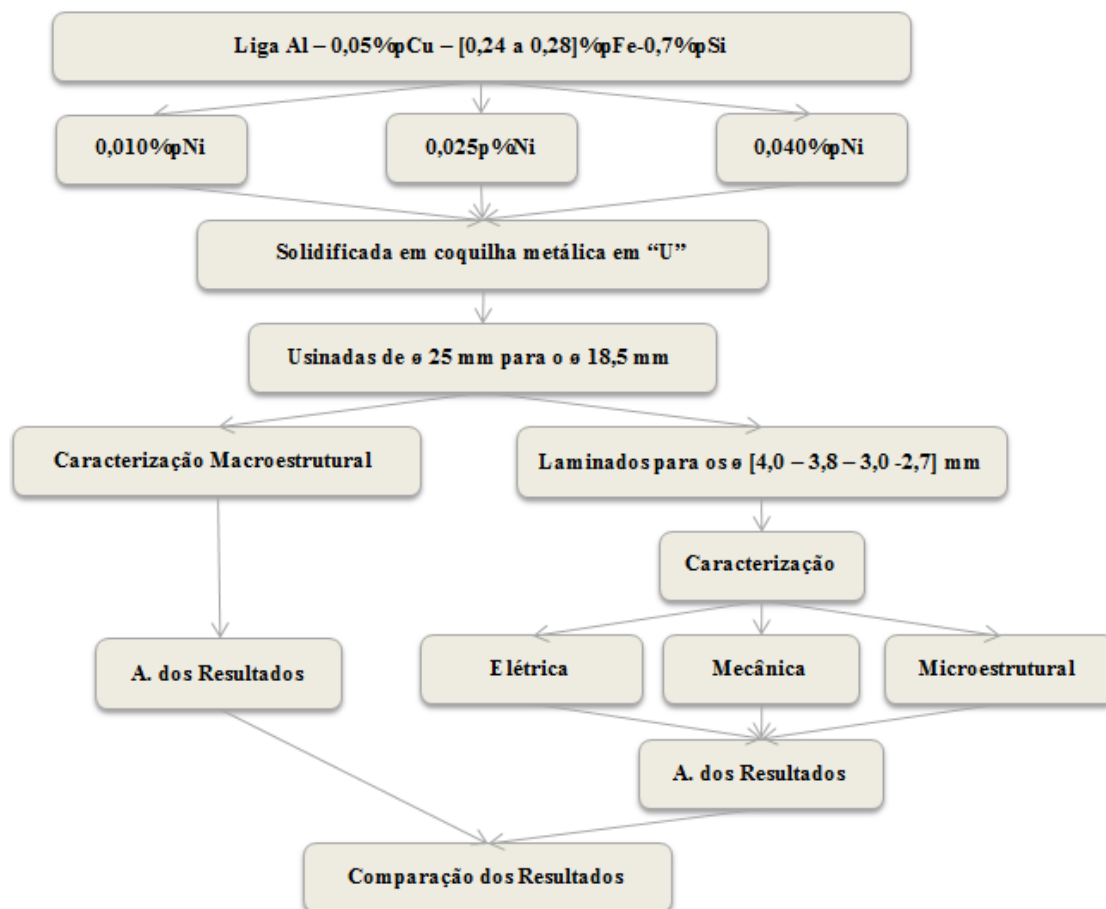 Liga Al – 0,05%pCu – [0,24 a 0,28]%pFe-0,7%pSi
0,010%pNi
0,025p%Ni
0,040%pNi
Solidificada em coquilha metálica em “U”
Usinadas de ø 25 mm para o ø 18,5 mm
Caracterização Macroestrutural
Laminados para os ø [4,0 – 3,8 – 3,0 -2,7] mm
Caracterização
Elétrica
Mecânica
Microestrutural
A. dos Resultados
A. dos Resultados
Comparação dos Resultados